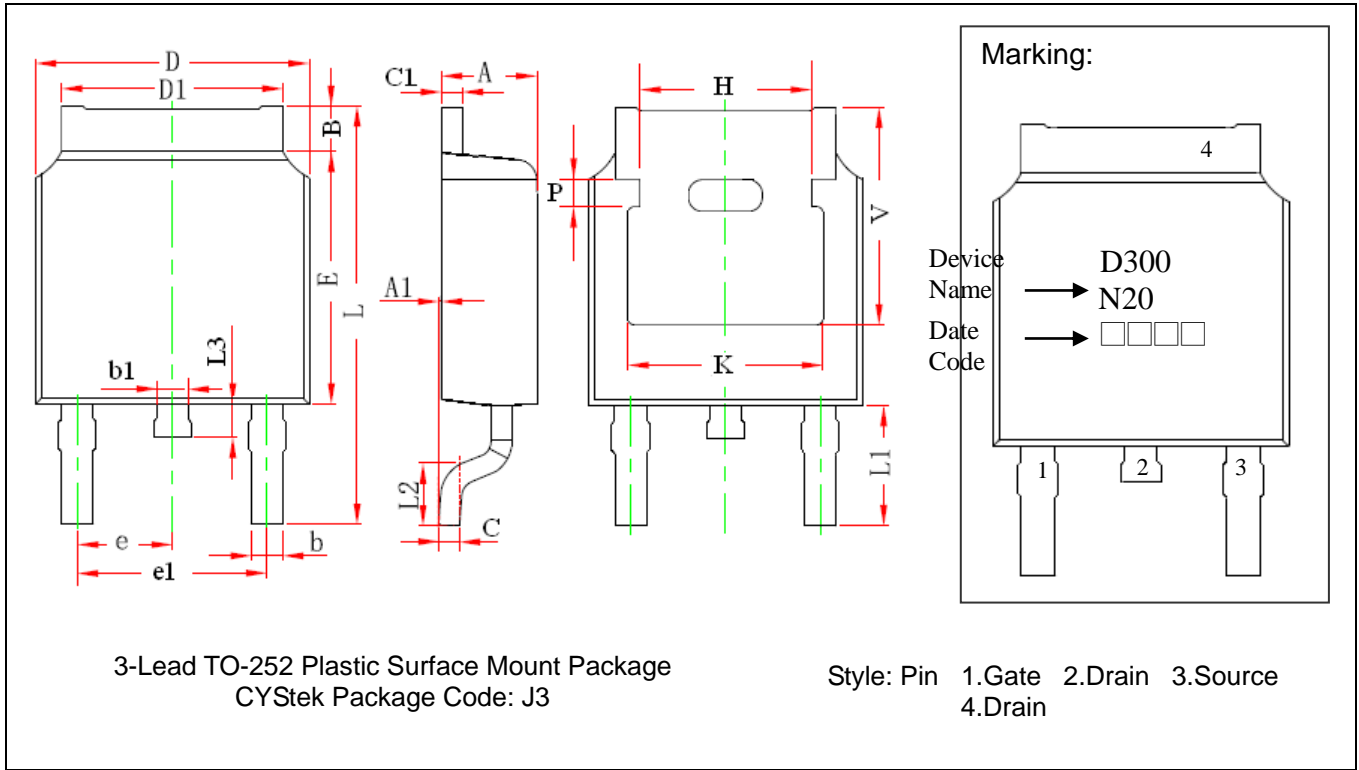 D
D1
B
E
L
L3
b1
e
e1
b
C1
A
A1
L2
C
H
P
V
K
L1
Marking:
4
Device
Name
D300
N20
Date
Code
□□□□
1
2
3
3-Lead TO-252 Plastic Surface Mount Package
CYStek Package Code: J3
Style: Pin 1.Gate 2.Drain 3.Source
4.Drain